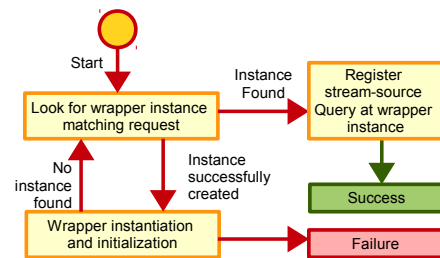 Start
Look for wrapper instance
matching request
Instance
Found
Register
stream-source
Query at wrapper
instance
No
instance
found
Instance
successfully
created
Success
Wrapper instantiation
and initialization
Failure